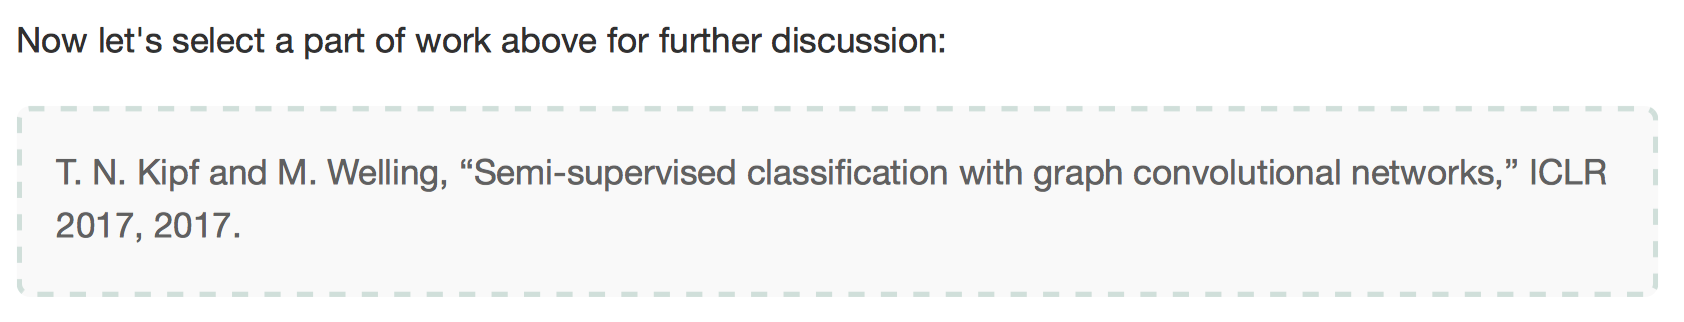 Now let's select a part of work above for further discussion:
T. N. Kipf and M. Welling, “Semi-supervised classification with graph convolutional networks,” ICLR
2017, 2017.